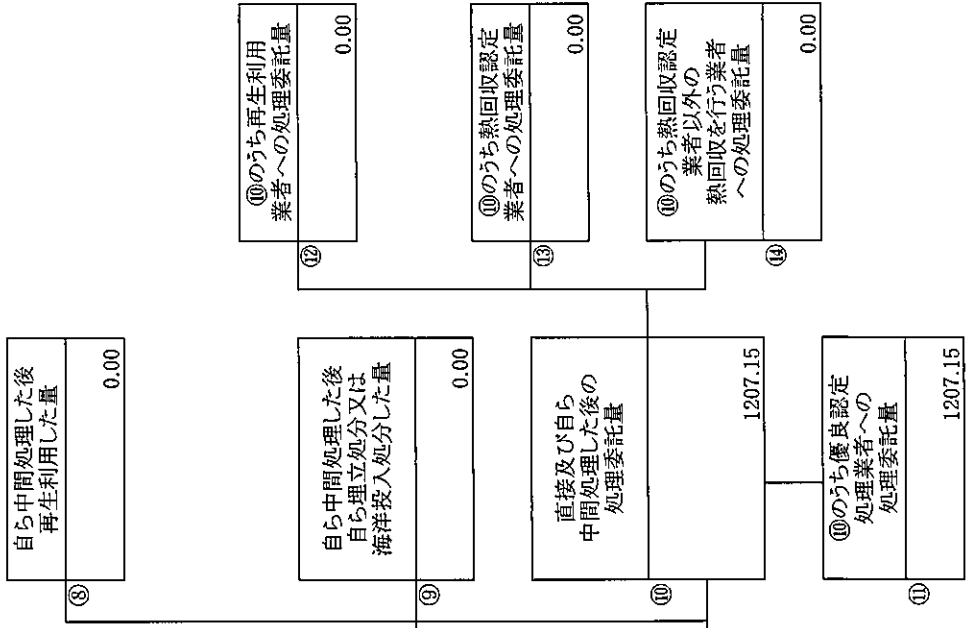 ⑧
自ら中間処理した後
再生利用した量
0.00
⑨
自ら中間処理した後
自ら埋立処分又は
海洋投入処分した量
0.00
⑩
直接及び自ら
中間処理した後の
処理委託量
1207.15
⑪
⑩のうち優良認定
処理業者への
処理委託量
1207.15
⑫
⑩のうち再生利用
業者への処理委託量
0.00
⑬
⑩のうち熱回収認定
業者への処理委託量
0.00
⑭
⑩のうち熱回収認定
業者以外の
熱回収を行う業者
への処理委託量
0.00